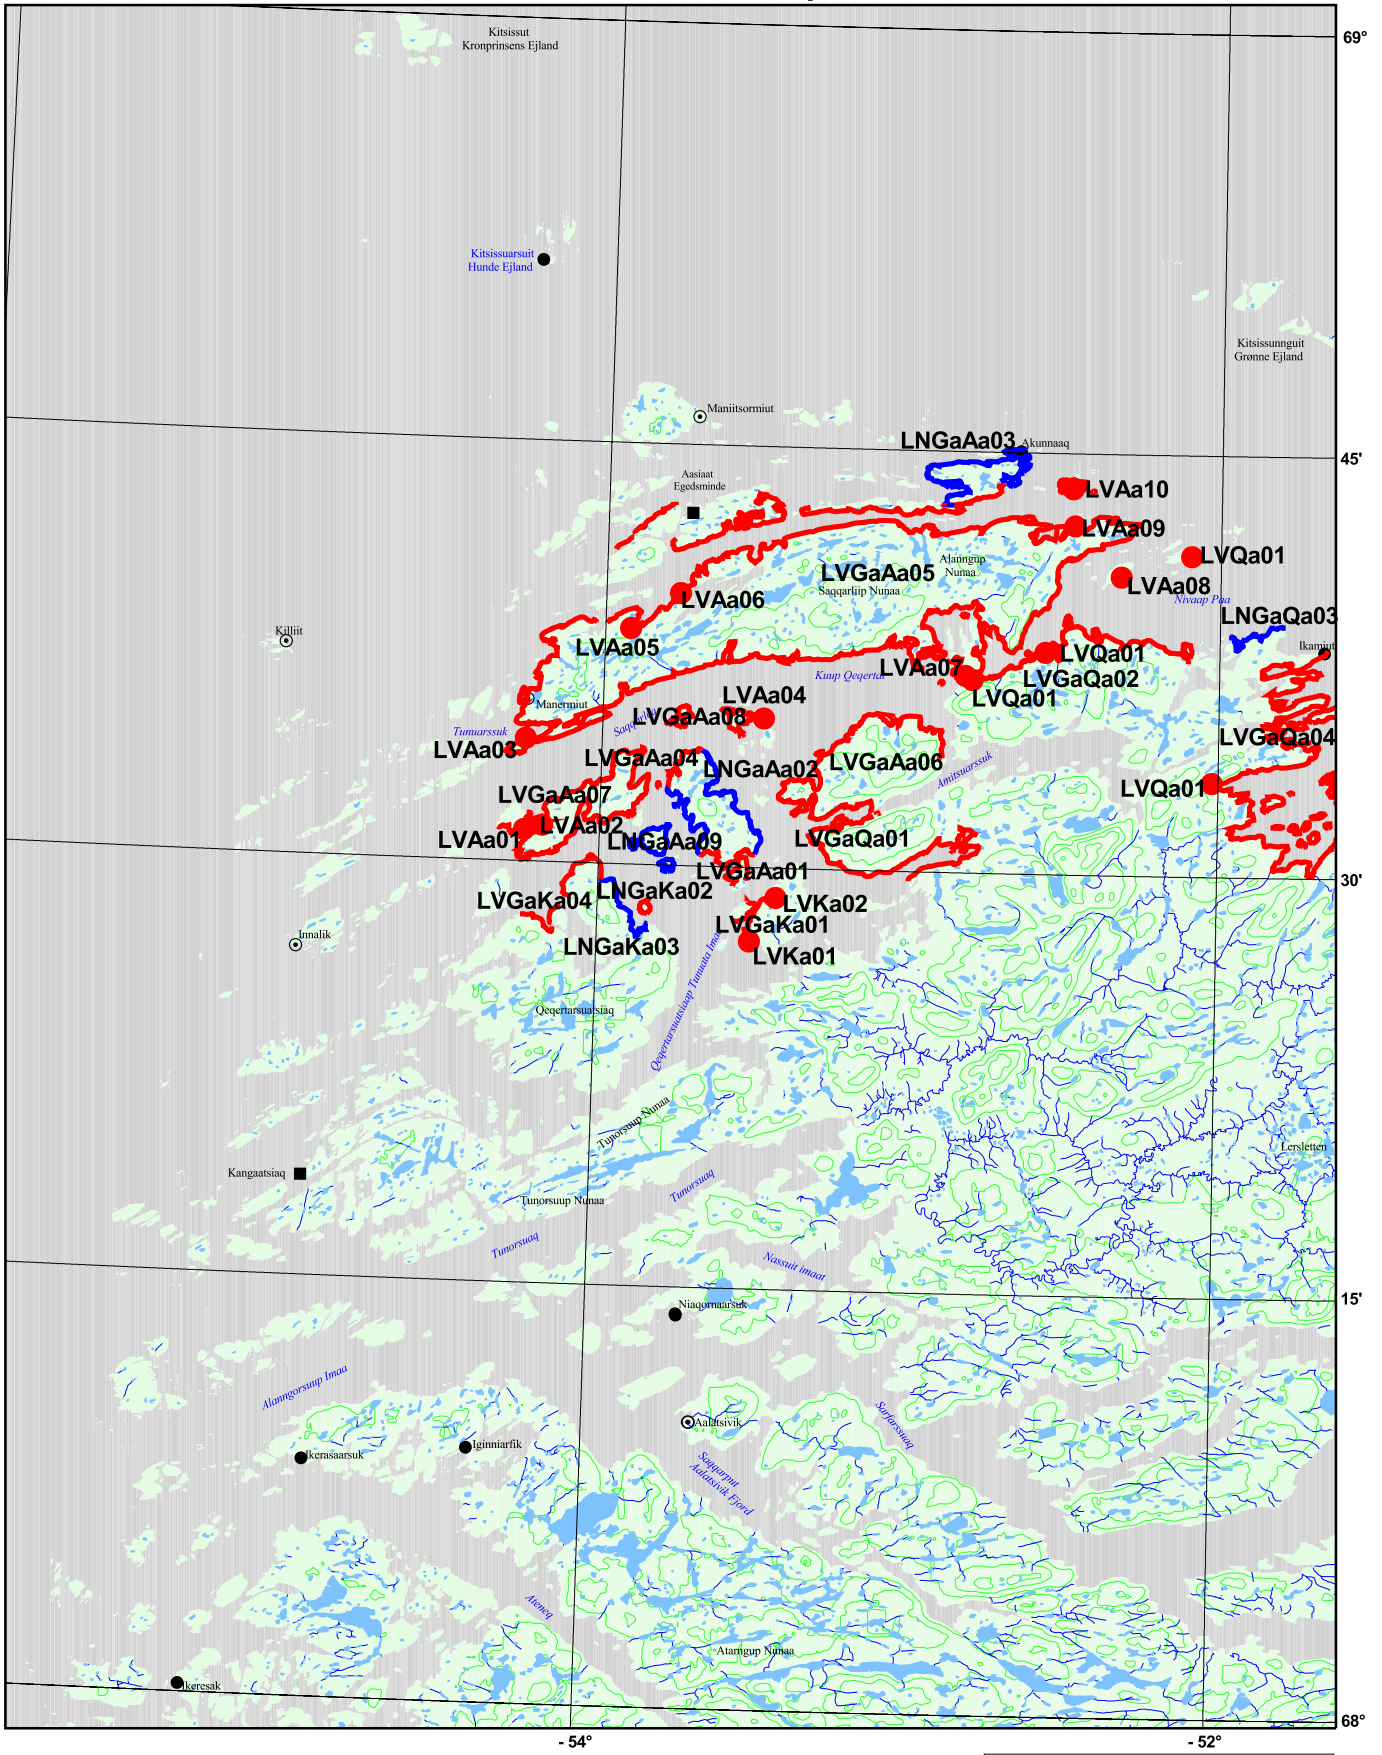 Kitsissut
Kronprinsens Ejland
69°
Kitsissuarsuit
Hunde Ejland
Kitsissunnguit
Grønne Ejland
Maniitsormiut
LNGaAa03
Akunnaaq
45'
Aasiaat
Egedsminde
LVAa10
LVAa09
LVQa01
Alanngup
Nunaa
LVGaAa05
Saqqarliip Nunaa
LVAa08
Nivaap Paa
LVAa06
LNGaQa03
Killiit
LVAa05
Ikamiut
LVQa01
LVAa07
Kuup Qeqertai
LVGaQa02
LVQa01
LVAa04
Manermiut
LVGaAa08
Saqqarleq
Tunuarssuk
LVAa03
LVGaQa04
LVGaAa04
LNGaAa02
LVGaAa06
Amitsuarssuk
LVQa01
LVGaAa07
LVAa02
LVAa01
LNGaAa09
LVGaQa01
LVGaAa01
30'
LNGaKa02
LVGaKa04
LVKa02
LVGaKa01
Innalik
LNGaKa03
LVKa01
Qeqertarsuatsiaap Tunuata Imaa
Qeqertarsuatsiaq
Tunorsuup Nunaa
Lersletten
Kangaatsiaq
Tunorsuaq
Tunorsuup Nunaa
Tunorsuaq
Nassuit imaat
15'
Niaqornaarsuk
Alanngorsuup Imaa
Aalatsivik
Sarfarssuaq
Iginniarfik
Ikerasaarsuk
Saqqarput
Aalatsivik Fjord
Ateneq
Atarngup Nunaa
Ikeresak
68°
- 54°
- 52°